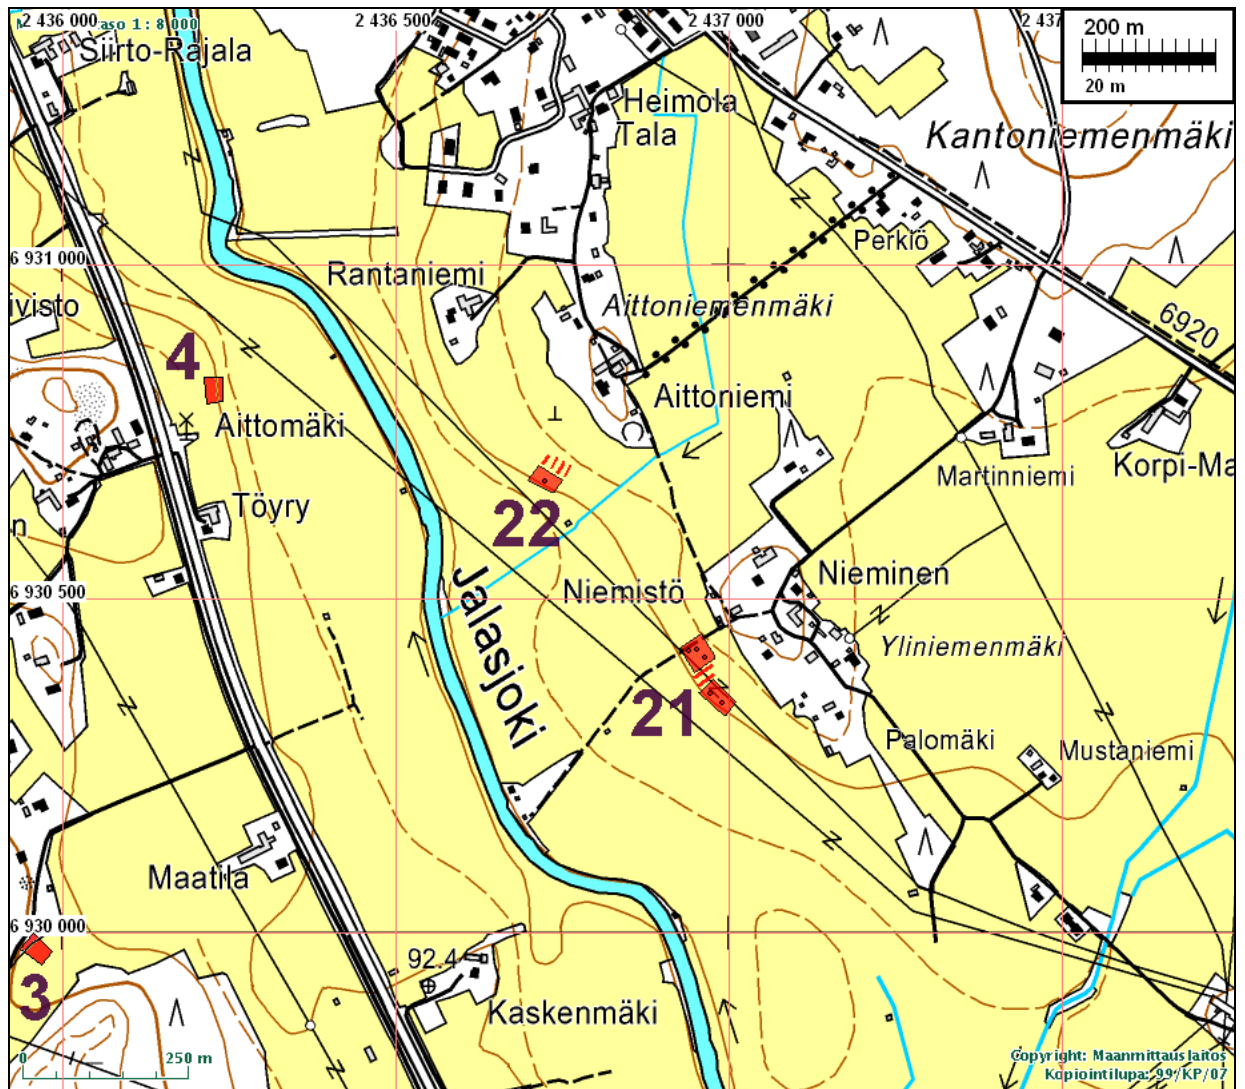 2 436 000
2 436 500
2 437 000
2 437
aso 1 : 8 000
200 m
20 m
Siirto-Rajala
Heimola
Tala
Kantoniemenmäki
Perkiö
6 931 000
Rantaniemi
Aittoniemenmäki
ivisto
6920
4
Aittoniemi
Aittomäki
Martinniemi
Korpi-Ma
Töyry
22
n
Jalasjoki
Niemistö
Nieminen
6 930 500
Yliniemenmäki
21
Palomäki
Mustaniemi
Maatila
6 930 000
92.4
3
Kaskenmäki
0
250 m
Copyright: Maanmittauslaitos
Kopiointilupa: 99/KP/07